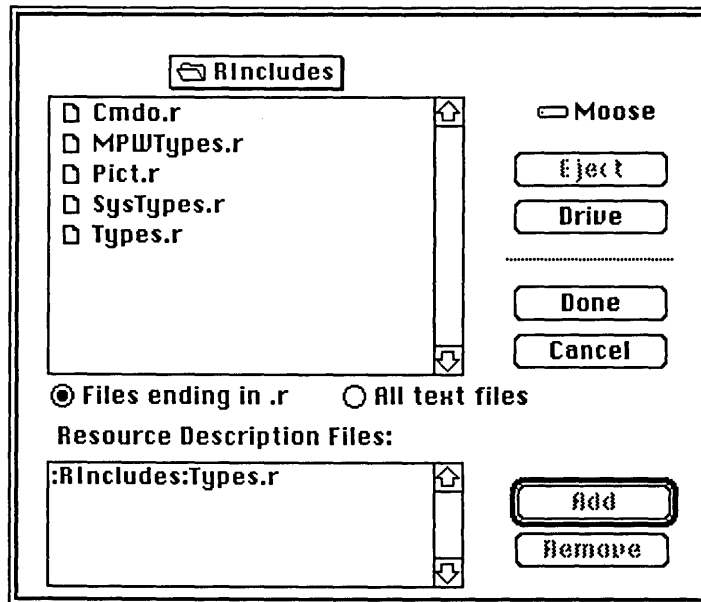 RIncludes
Cmdo.r
MPWTypes.r
Pict.r
SysTypes.r
Types.r
Moose
Eject
Drive
Done
Cancel
Files ending in .r
All text files
Resource Description Files:
:RIncludes:Types.r
Add
Remove